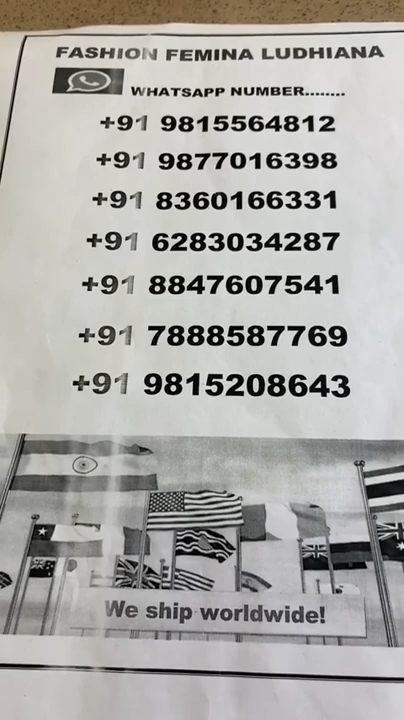 FASHION FEMINA LUDHIANA
WHATSAPP NUMBER........
+91 9815564812
+91 9877016398
+91 8360166331
+91 6283034287
+91 8847607541
+91 7888587769
+91 9815208643
We ship worldwide!